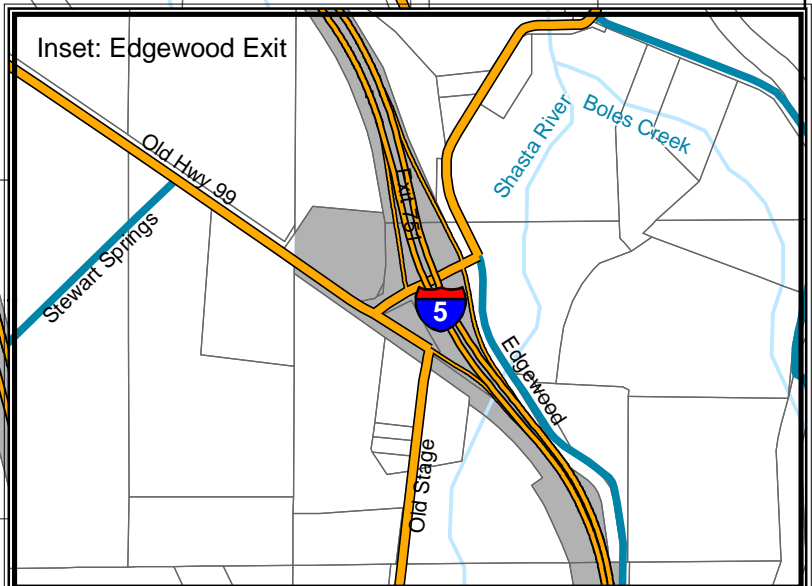 Inset: Edgewood Exit
Old Hwy 99
Shasta River
Boles Creek
Exit 751
Stewart Springs
5
Edgewood
Old Stage